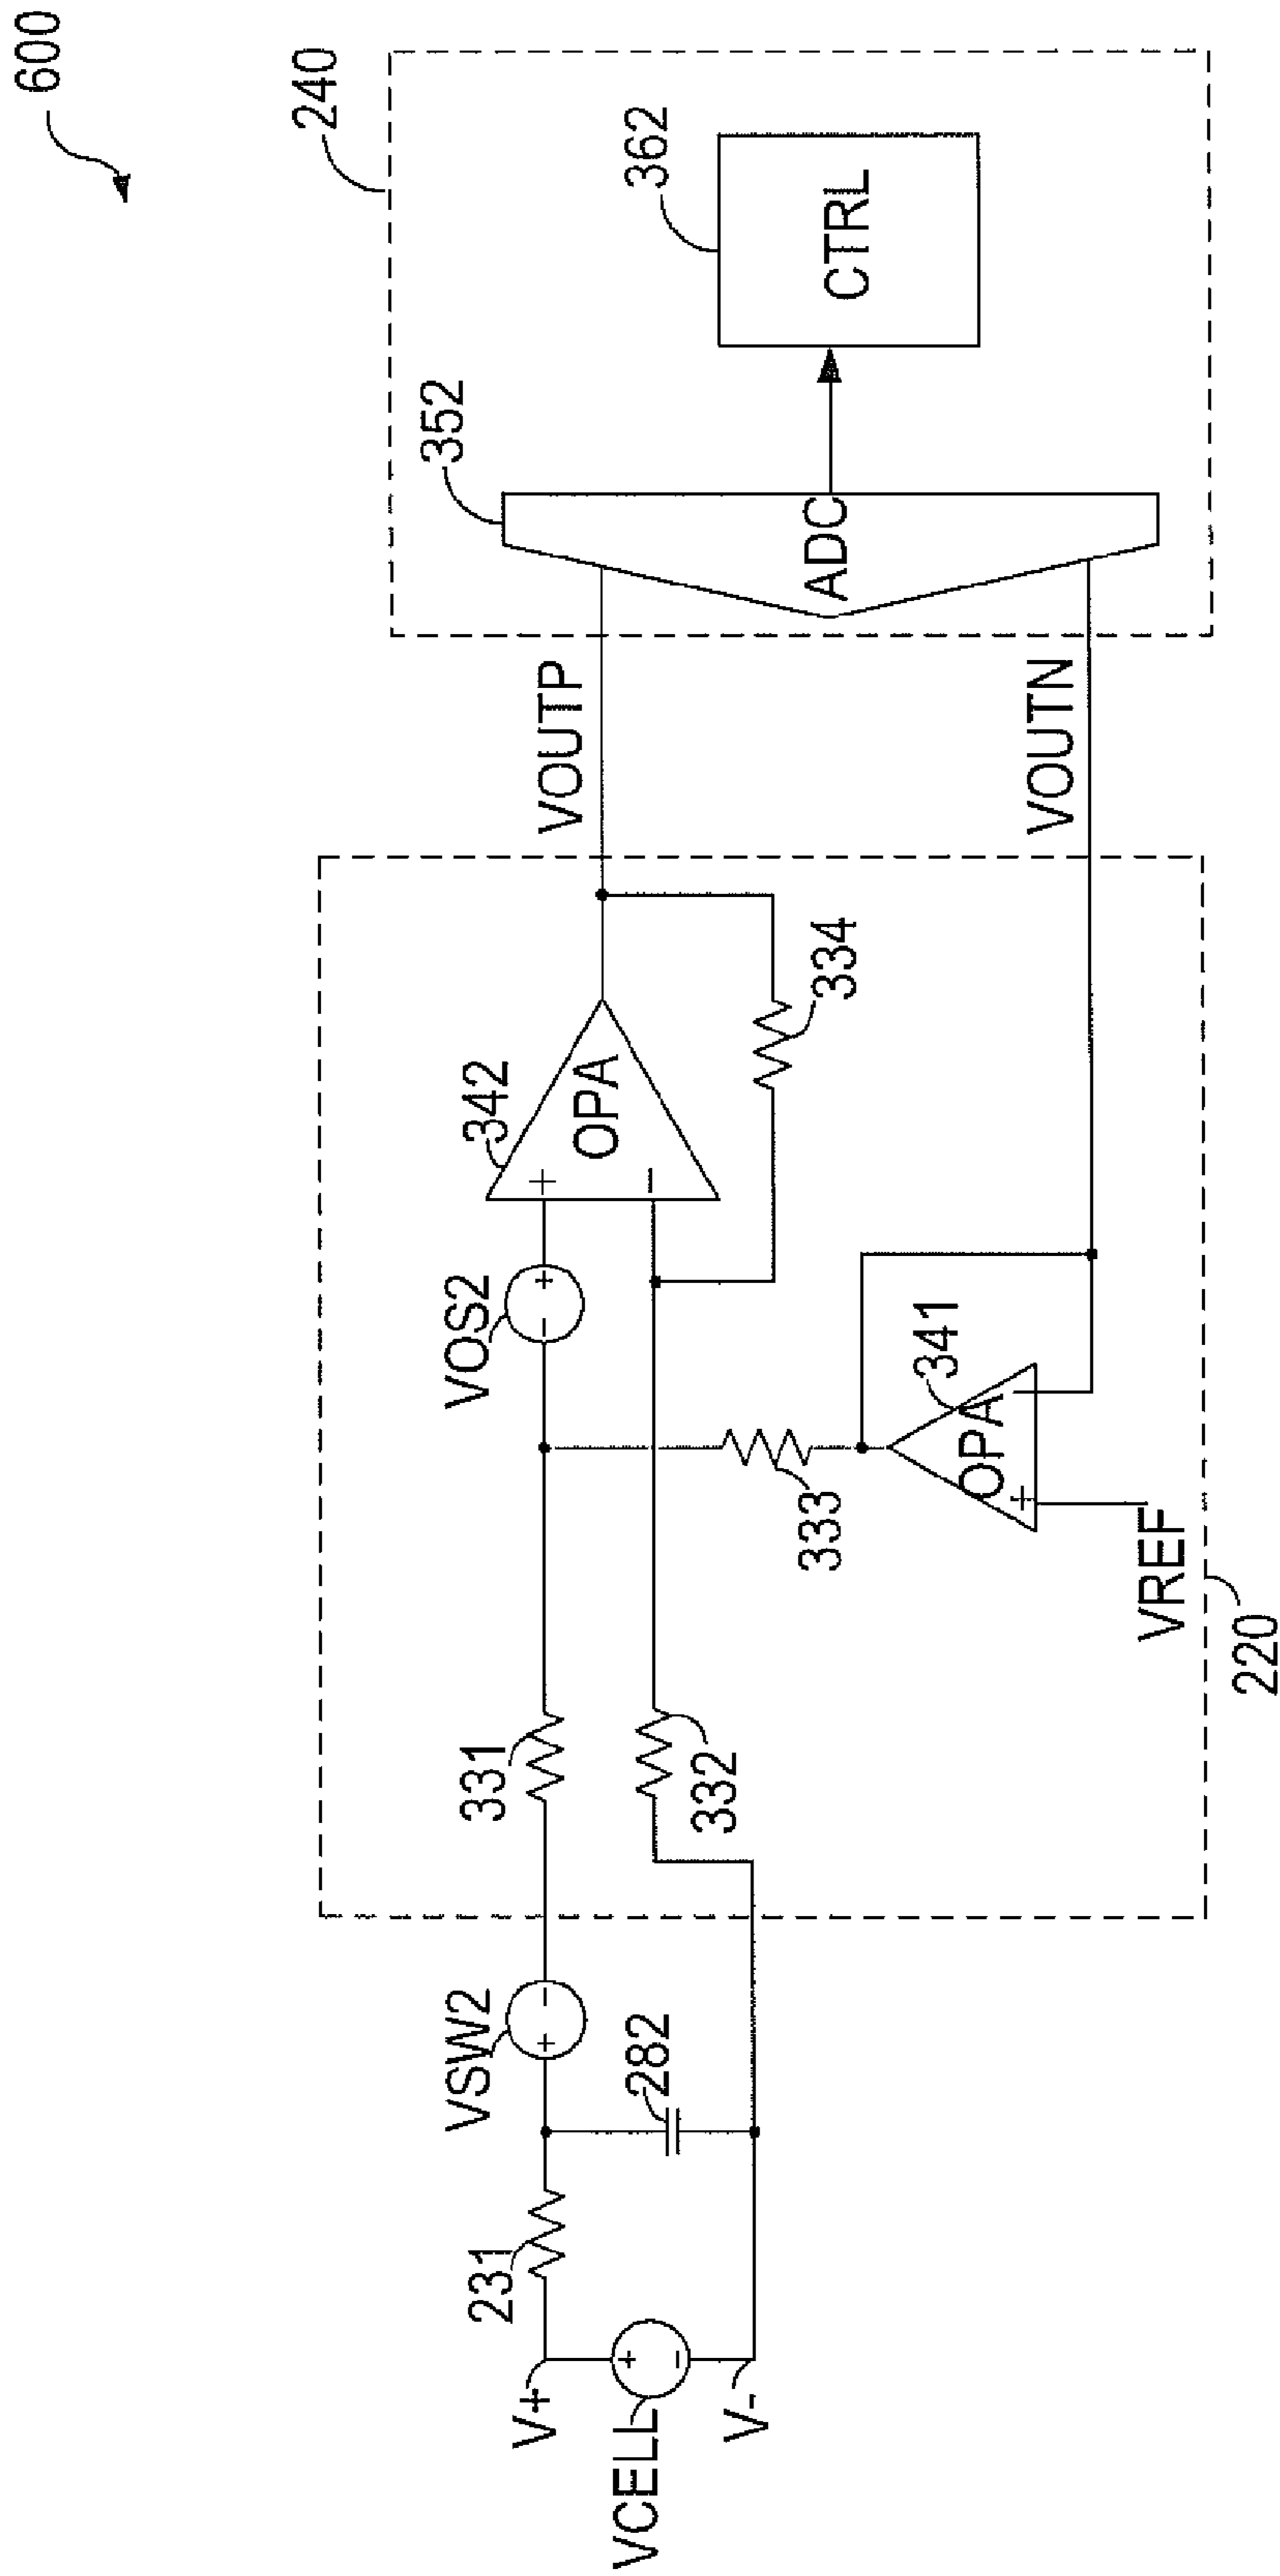 600
240
352
362
CTRL
ADC
VOUTP
VOUTN
342
OPA
+
−
334
VOS2
− +
341
OPA
+
333
VREF
220
331
332
VSW2
+ −
282
231
V+
VCELL
+ −
V-